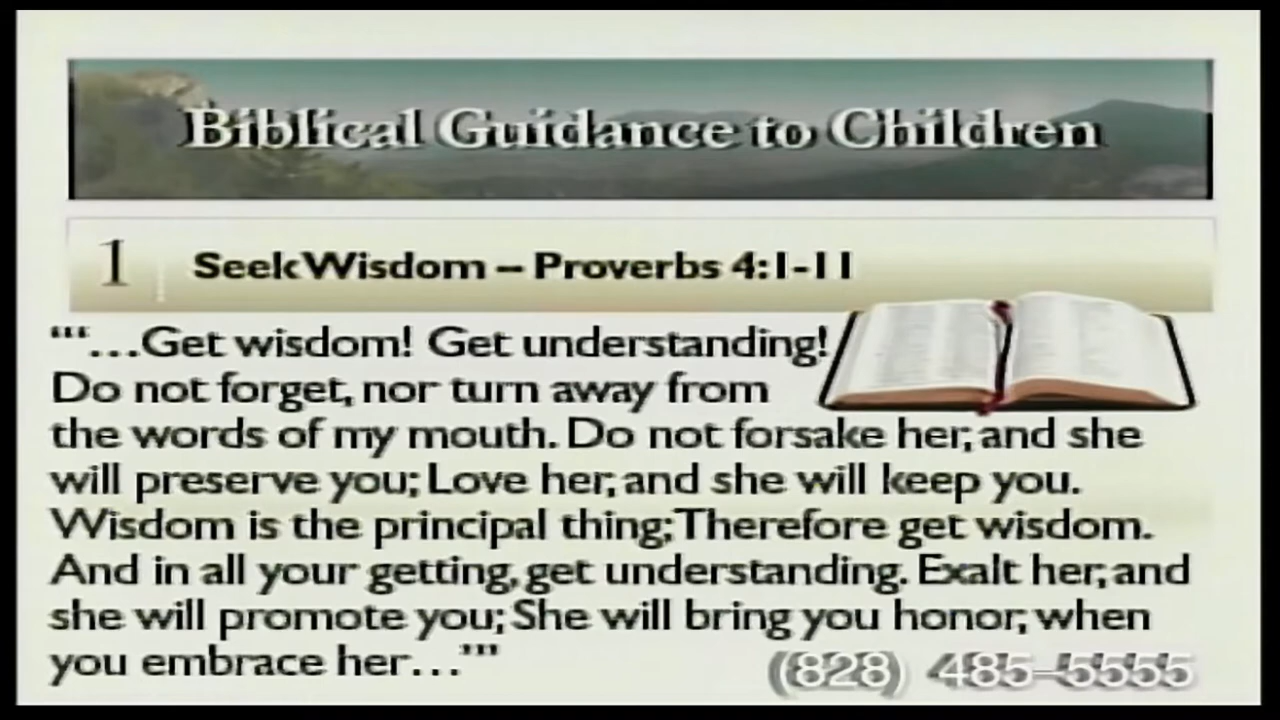 Biblical Guidance to Children
1 Seek Wisdom – Proverbs 4:1-11
“‘…Get wisdom! Get understanding!
Do not forget, nor turn away from
the words of my mouth. Do not forsake her, and she
will preserve you; Love her, and she will keep you.
Wisdom is the principal thing; Therefore get wisdom.
And in all your getting, get understanding. Exalt her, and
she will promote you; She will bring you honor, when
you embrace her…’”
(828) 485-5555